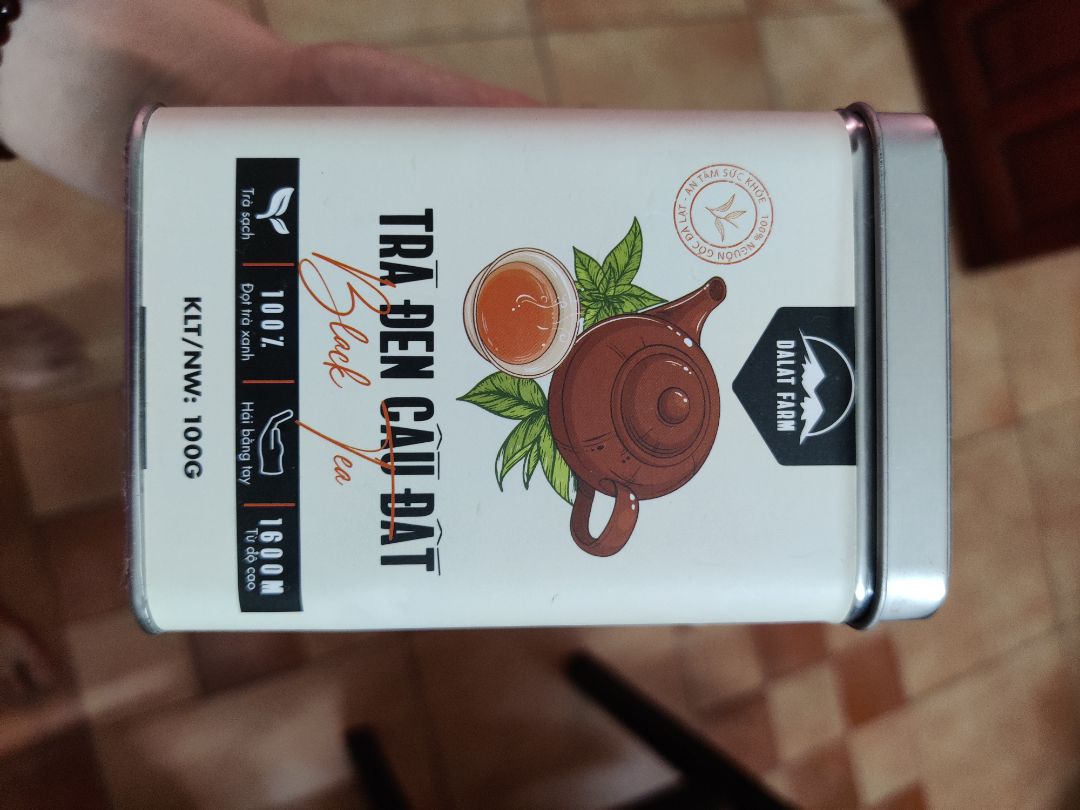 DALAT FARM
AN TÂM SỨC KHỎE
100% NGUỒN GỐC ĐÀ LẠT
TRÀ ĐEN CẦU ĐẤT
Black Tea
Trà sạch
100%
Đọt trà xanh
Hái bằng tay
1600M
Từ độ cao
KLT/NW: 100G